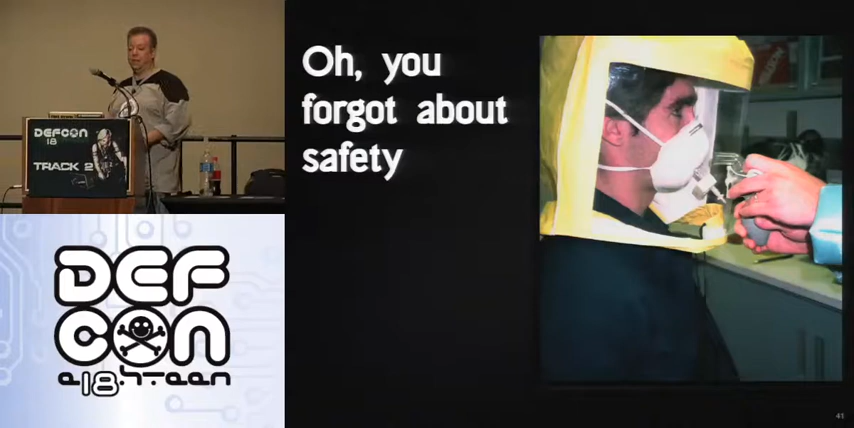 DEFCON
18
TRACK 2
Oh, you
forgot about
safety
DEF
CON
e18hteen
41